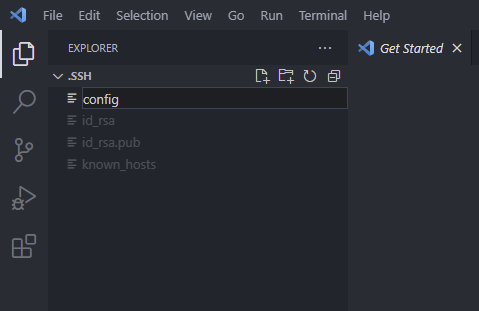 File Edit Selection View Go Run Terminal Help
EXPLORER ···
Get Started
.SSH
config
id_rsa
id_rsa.pub
known_hosts